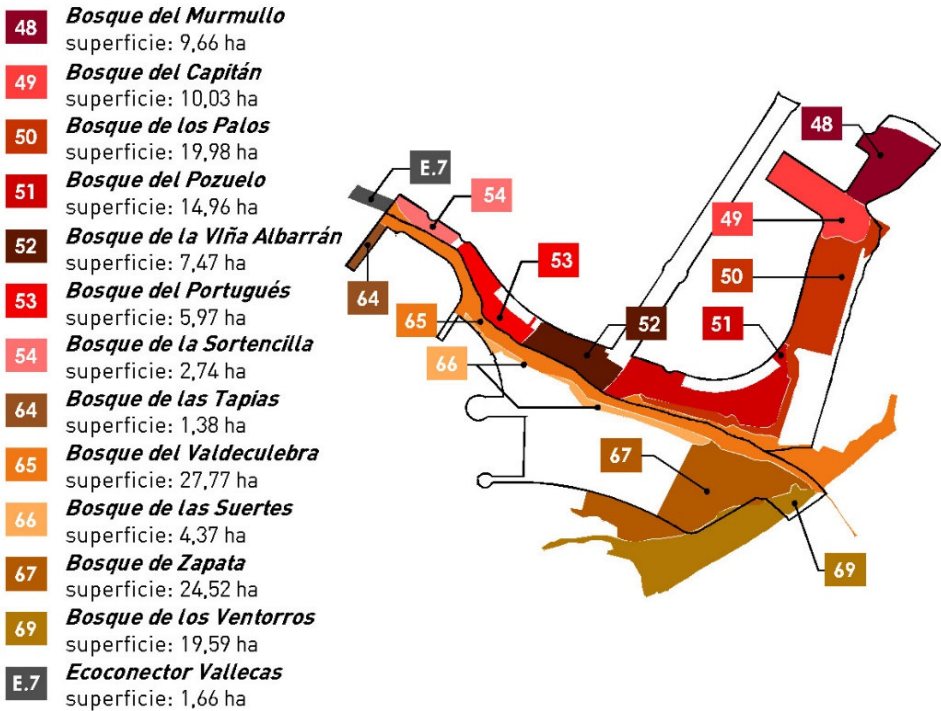 48 Bosque del Murmullo
superficie: 9,66 ha
49 Bosque del Capitán
superficie: 10,03 ha
50 Bosque de los Palos
superficie: 19,98 ha
51 Bosque del Pozuelo
superficie: 14,96 ha
52 Bosque de la VIña Albarrán
superficie: 7,47 ha
53 Bosque del Portugués
superficie: 5,97 ha
54 Bosque de la Sortencilla
superficie: 2,74 ha
64 Bosque de las Tapias
superficie: 1,38 ha
65 Bosque del Valdeculebra
superficie: 27,77 ha
66 Bosque de las Suertes
superficie: 4,37 ha
67 Bosque de Zapata
superficie: 24,52 ha
69 Bosque de los Ventorros
superficie: 19,59 ha
E.7 Ecoconector Vallecas
superficie: 1,66 ha
48
E.7
54
49
53
50
64
65
52
51
66
67
69